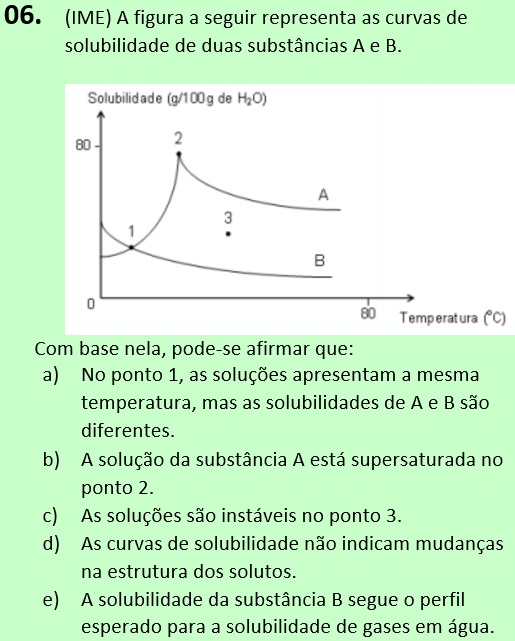 06. (IME) A figura a seguir representa as curvas de
solubilidade de duas substâncias A e B.
Solubilidade (g/100g de H₂O)
80
2
A
3
1
B
0
80
Temperatura (°C)
Com base nela, pode-se afirmar que:
a) No ponto 1, as soluções apresentam a mesma
temperatura, mas as solubilidades de A e B são
diferentes.
b) A solução da substância A está supersaturada no
ponto 2.
c) As soluções são instáveis no ponto 3.
d) As curvas de solubilidade não indicam mudanças
na estrutura dos solutos.
e) A solubilidade da substância B segue o perfil
esperado para a solubilidade de gases em água.